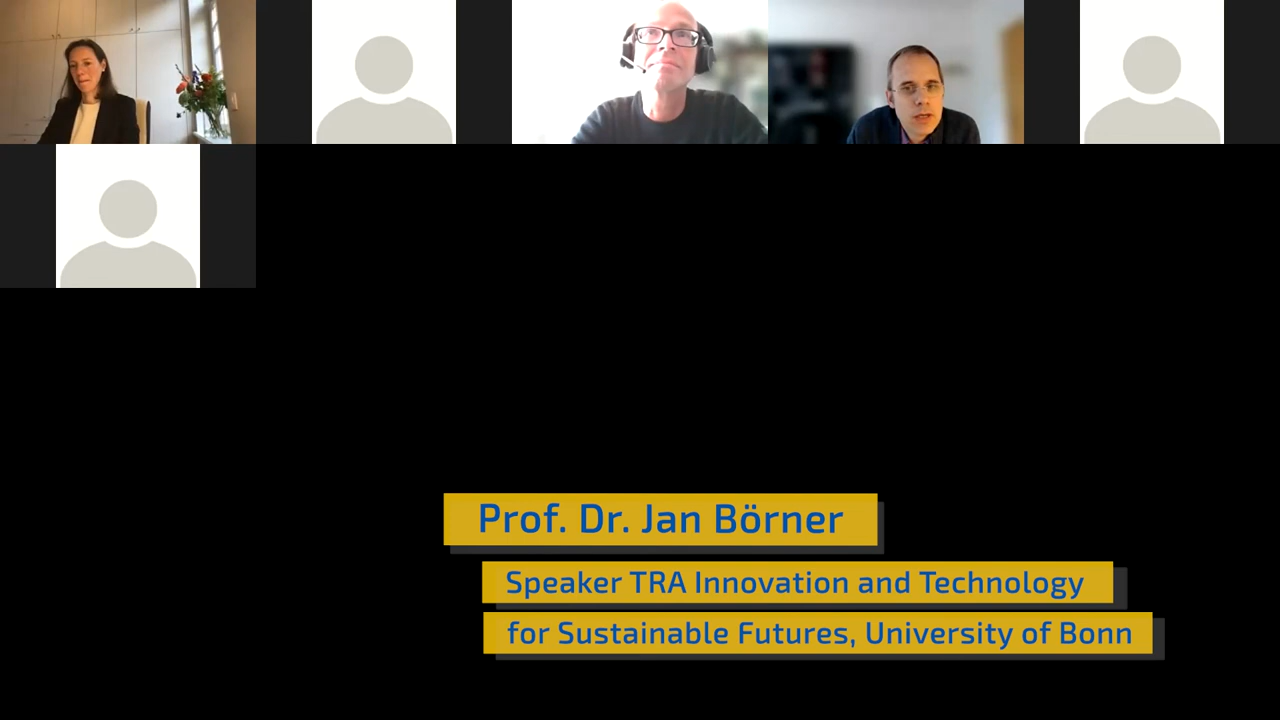 Prof. Dr. Jan Börner
Speaker TRA Innovation and Technology
for Sustainable Futures, University of Bonn